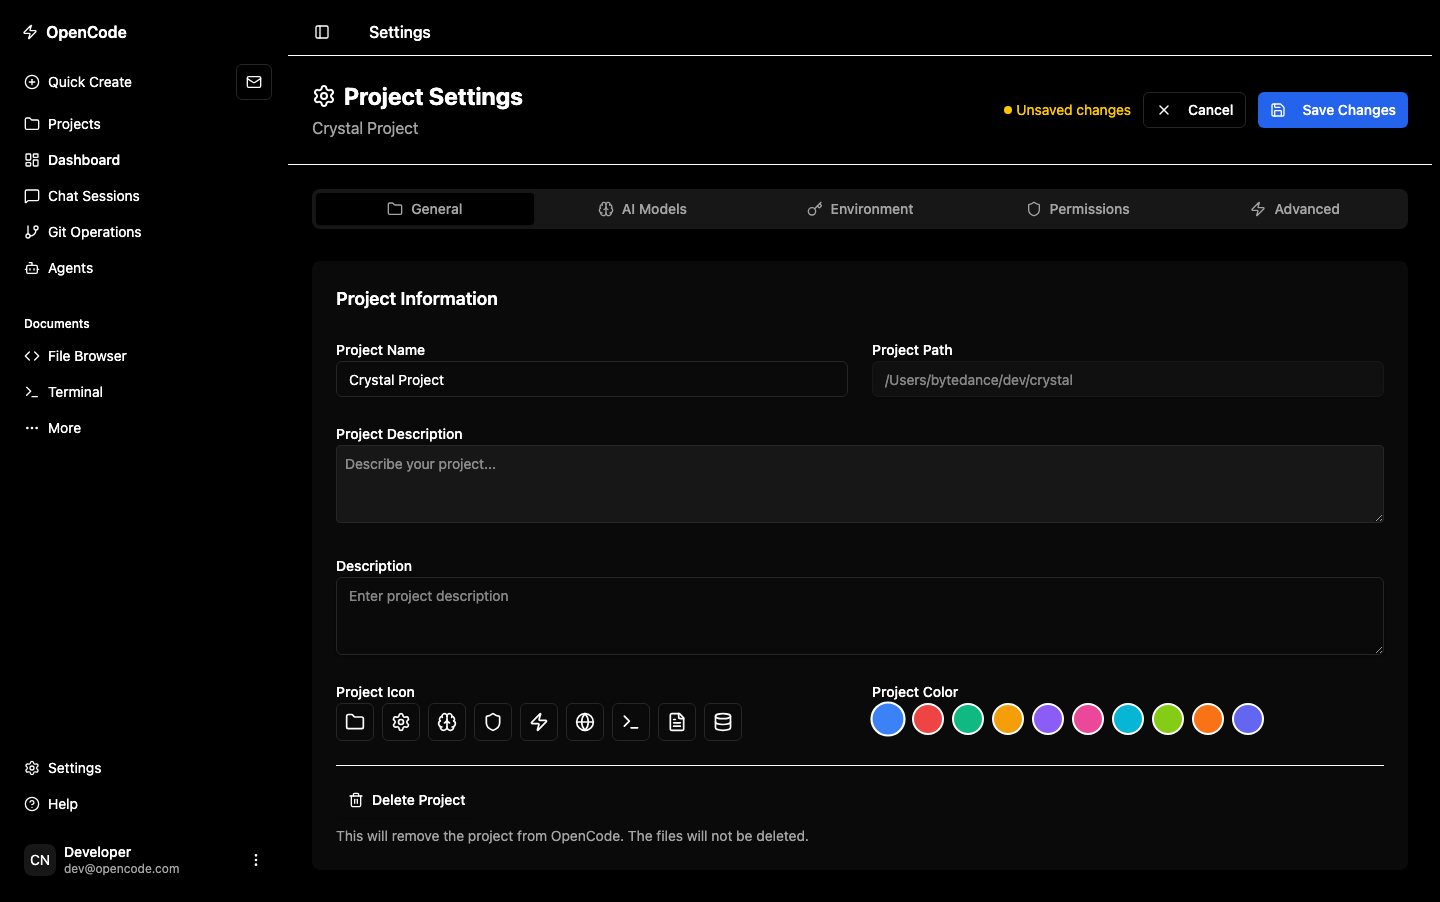 OpenCode
Quick Create
Projects
Dashboard
Chat Sessions
Git Operations
Agents
Documents
File Browser
Terminal
More
Settings
Help
CN
Developer
dev@opencode.com
Settings
Project Settings
Crystal Project
Unsaved changes
Cancel
Save Changes
General
AI Models
Environment
Permissions
Advanced
Project Information
Project Name
Crystal Project
Project Path
/Users/bytedance/dev/crystal
Project Description
Describe your project...
Description
Enter project description
Project Icon
Project Color
Delete Project
This will remove the project from OpenCode. The files will not be deleted.